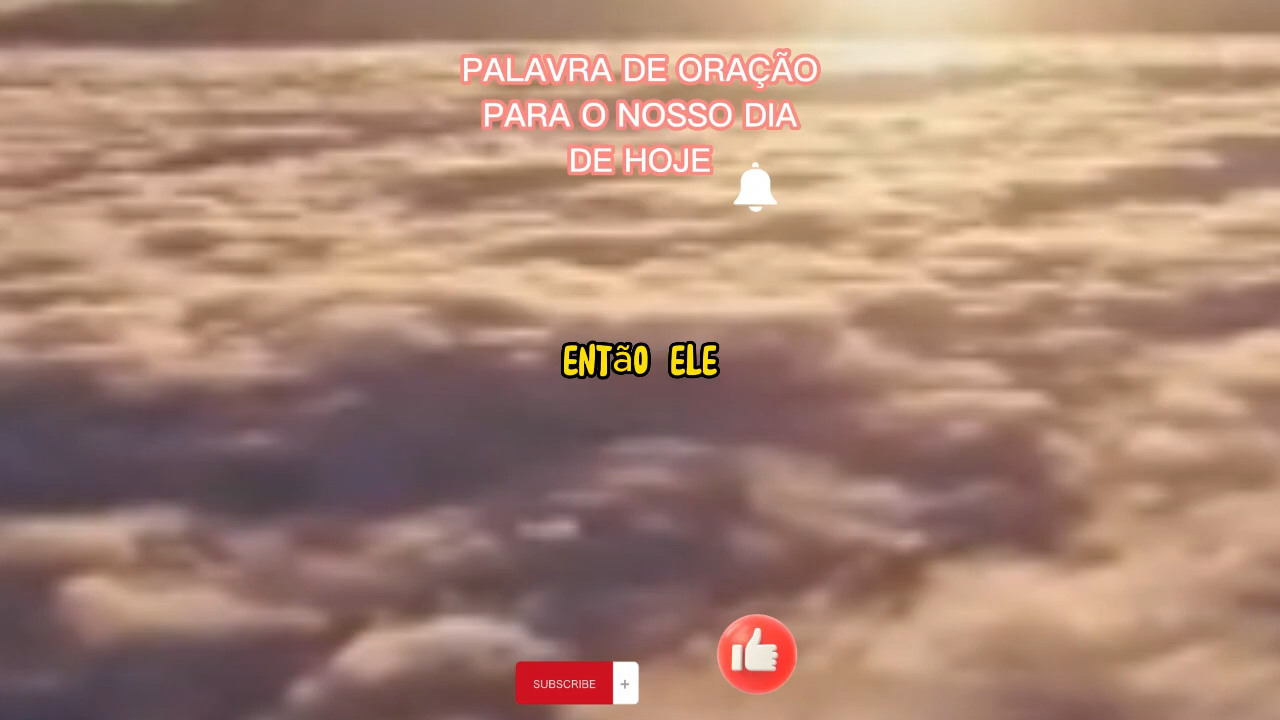 PALAVRA DE ORAÇÃO
PARA O NOSSO DIA
DE HOJE
ENTãO ELE
SUBSCRIBE +